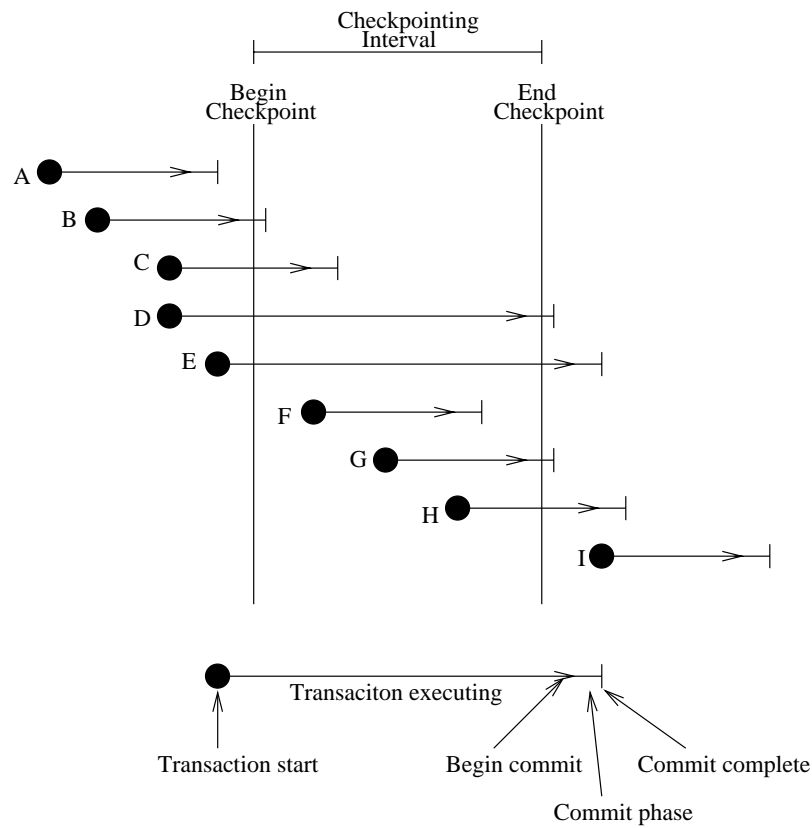 Checkpointing
Interval
Begin
Checkpoint
End
Checkpoint
A
B
C
D
E
F
G
H
I
Transaciton executing
Transaction start
Begin commit
Commit complete
Commit phase